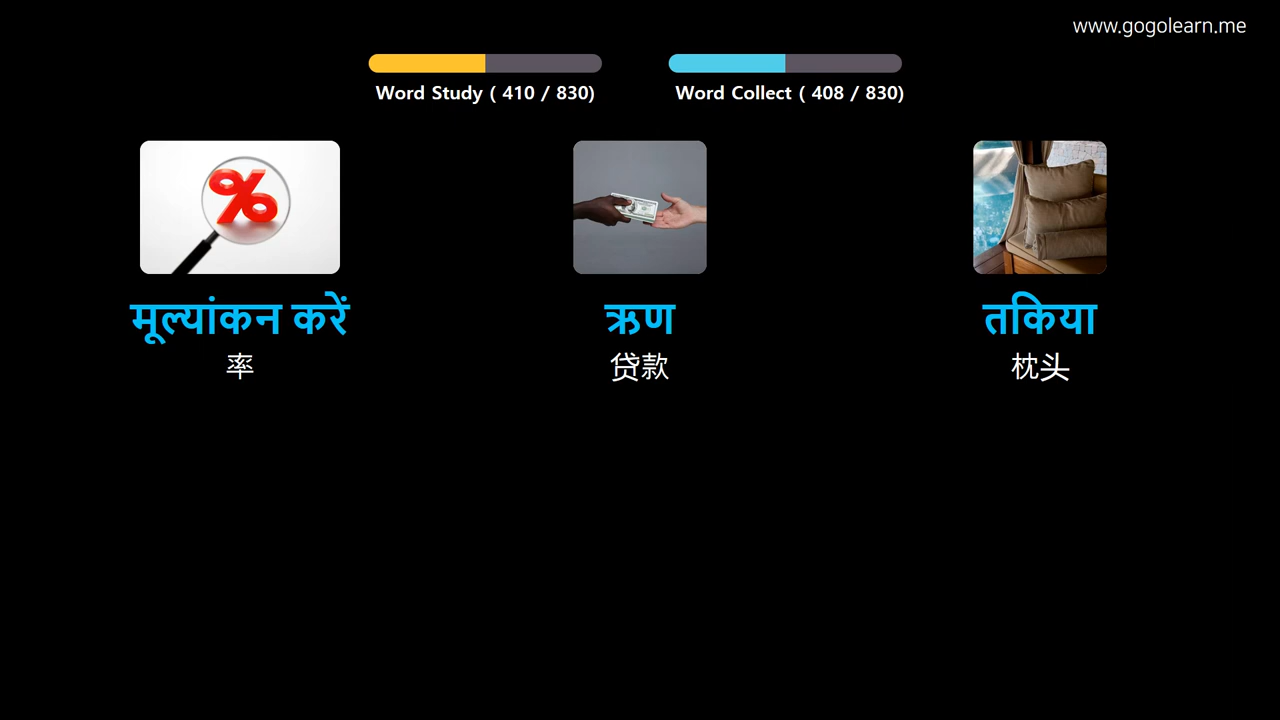 www.gogolearn.me
Word Study ( 410 / 830)
Word Collect ( 408 / 830)
%
मूल्यांकन करें
ऋण
तकिया
率
贷款
枕头